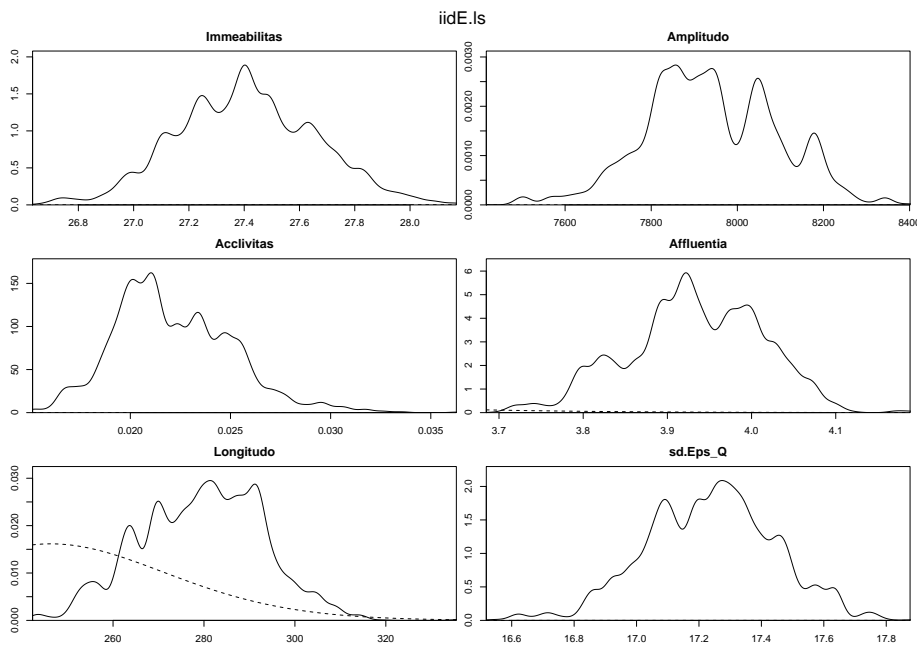 iidE.ls
Immeabilitas
0.0 0.5 1.0 1.5 2.0
26.8 27.0 27.2 27.4 27.6 27.8 28.0
Amplitudo
0.0000 0.0010 0.0020 0.0030
7600 7800 8000 8200 8400
Acclivitas
0 50 100 150
0.020 0.025 0.030 0.035
Affluentia
0 1 2 3 4 5 6
3.7 3.8 3.9 4.0 4.1
Longitudo
0.000 0.010 0.020 0.030
260 280 300 320
sd.Eps_Q
0.0 0.5 1.0 1.5 2.0
16.6 16.8 17.0 17.2 17.4 17.6 17.8